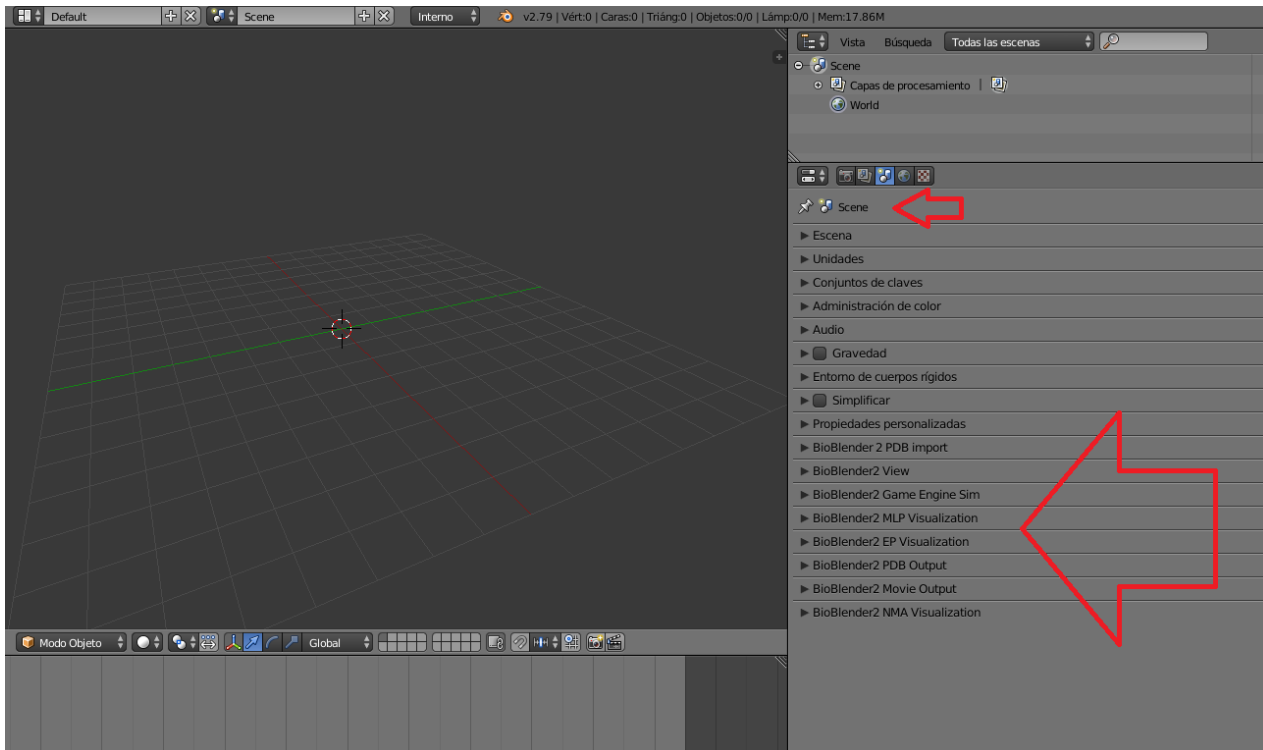 Default Scene Interno v2.79 | Vért:0 | Caras:0 | Triáng:0 | Objetos:0/0 | Lámp:0/0 | Mem:17.86M
Vista Búsqueda Todas las escenas
Scene
Capas de procesamiento |
World
Scene
Escena
Unidades
Conjuntos de claves
Administración de color
Audio
Gravedad
Entorno de cuerpos rígidos
Simplificar
Propiedades personalizadas
BioBlender 2 PDB import
BioBlender2 View
BioBlender2 Game Engine Sim
BioBlender2 MLP Visualization
BioBlender2 EP Visualization
BioBlender2 PDB Output
BioBlender2 Movie Output
BioBlender2 NMA Visualization
Modo Objeto Global